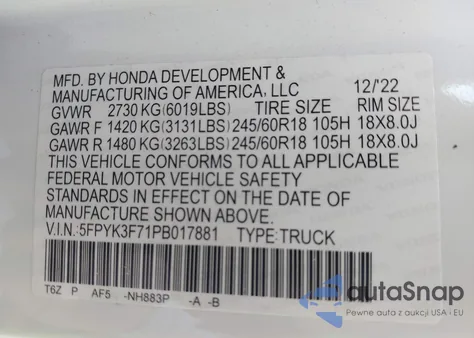 MFD. BY HONDA DEVELOPMENT &
MANUFACTURING OF AMERICA, LLC 12/'22
GVWR 2730 KG(6019LBS) TIRE SIZE RIM SIZE
GAWR F 1420 KG(3131LBS) 245/60R18 105H 18X8.0J
GAWR R 1480 KG(3263LBS) 245/60R18 105H 18X8.0J
THIS VEHICLE CONFORMS TO ALL APPLICABLE
FEDERAL MOTOR VEHICLE SAFETY
STANDARDS IN EFFECT ON THE DATE OF
MANUFACTURE SHOWN ABOVE.
V.I.N.:5FPYK3F71PB017881 TYPE:TRUCK
T6Z P AF5 -NH883P -A -B
autoSnap
Pewne auta z aukcji USA i EU